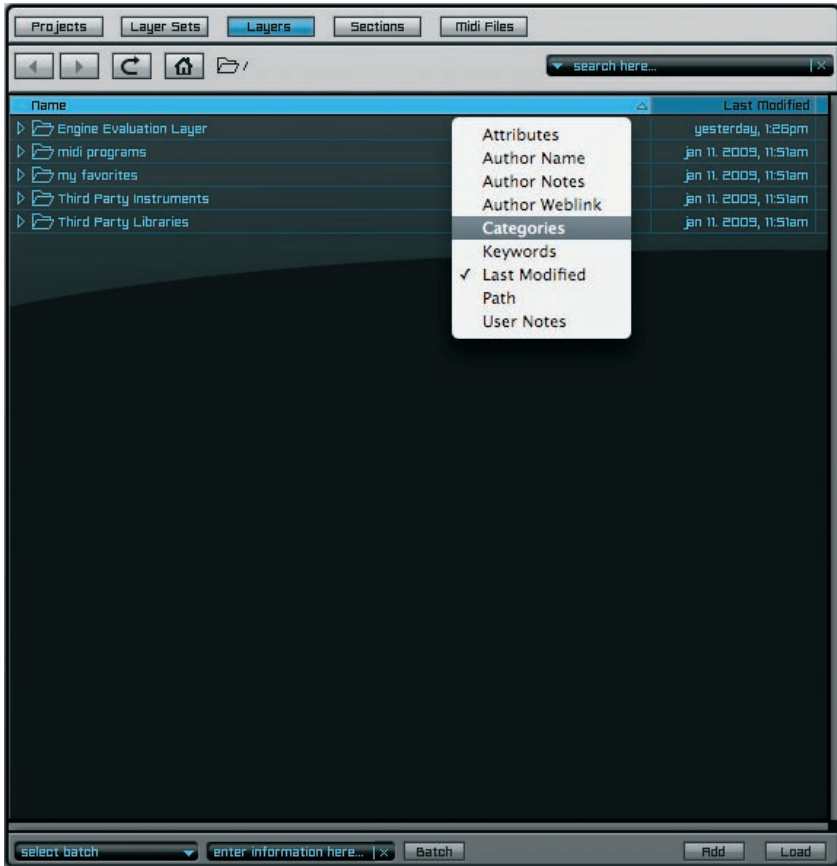 Projects Layer Sets Layers Sections Midi Files
/ search here... | X
Name Last Modified
Engine Evaluation Layer yesterday, 1:26pm
midi programs jan 11. 2009, 11:51am
my favorites jan 11. 2009, 11:51am
Third Party Instruments jan 11. 2009, 11:51am
Third Party Libraries jan 11. 2009, 11:51am
Attributes
Author Name
Author Notes
Author Weblink
Categories
Keywords
✓ Last Modified
Path
User Notes
select batch enter information here... | X Batch Add Load